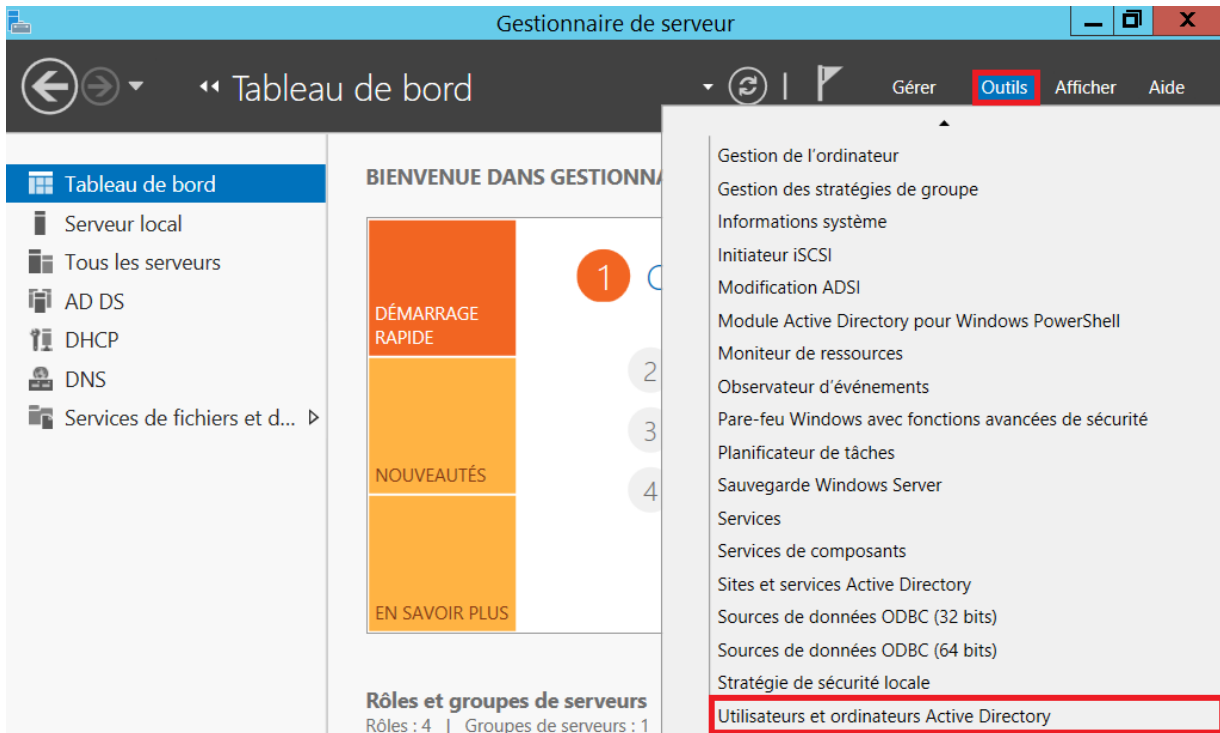 Gestionnaire de serveur
Tableau de bord
Gérer
Outils
Afficher
Aide
Tableau de bord
Serveur local
Tous les serveurs
AD DS
DHCP
DNS
Services de fichiers et d...
BIENVENUE DANS GESTIONNA
DÉMARRAGE
RAPIDE
NOUVEAUTÉS
EN SAVOIR PLUS
1
2
3
4
Rôles et groupes de serveurs
Rôles : 4 | Groupes de serveurs : 1
Gestion de l'ordinateur
Gestion des stratégies de groupe
Informations système
Initiateur iSCSI
Modification ADSI
Module Active Directory pour Windows PowerShell
Moniteur de ressources
Observateur d'événements
Pare-feu Windows avec fonctions avancées de sécurité
Planificateur de tâches
Sauvegarde Windows Server
Services
Services de composants
Sites et services Active Directory
Sources de données ODBC (32 bits)
Sources de données ODBC (64 bits)
Stratégie de sécurité locale
Utilisateurs et ordinateurs Active Directory